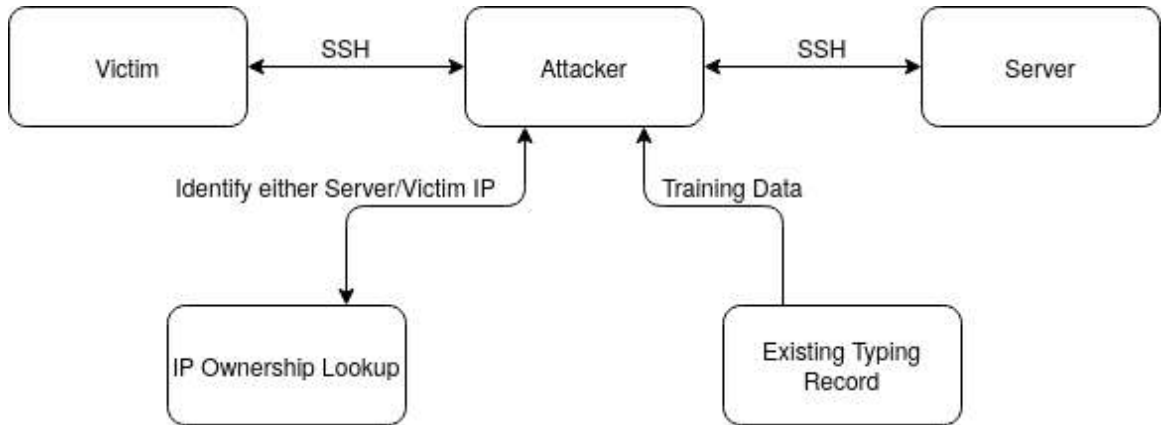 SSH
SSH
Victim
Attacker
Server
Identify either Server/Victim IP
Training Data
IP Ownership Lookup
Existing Typing
Record